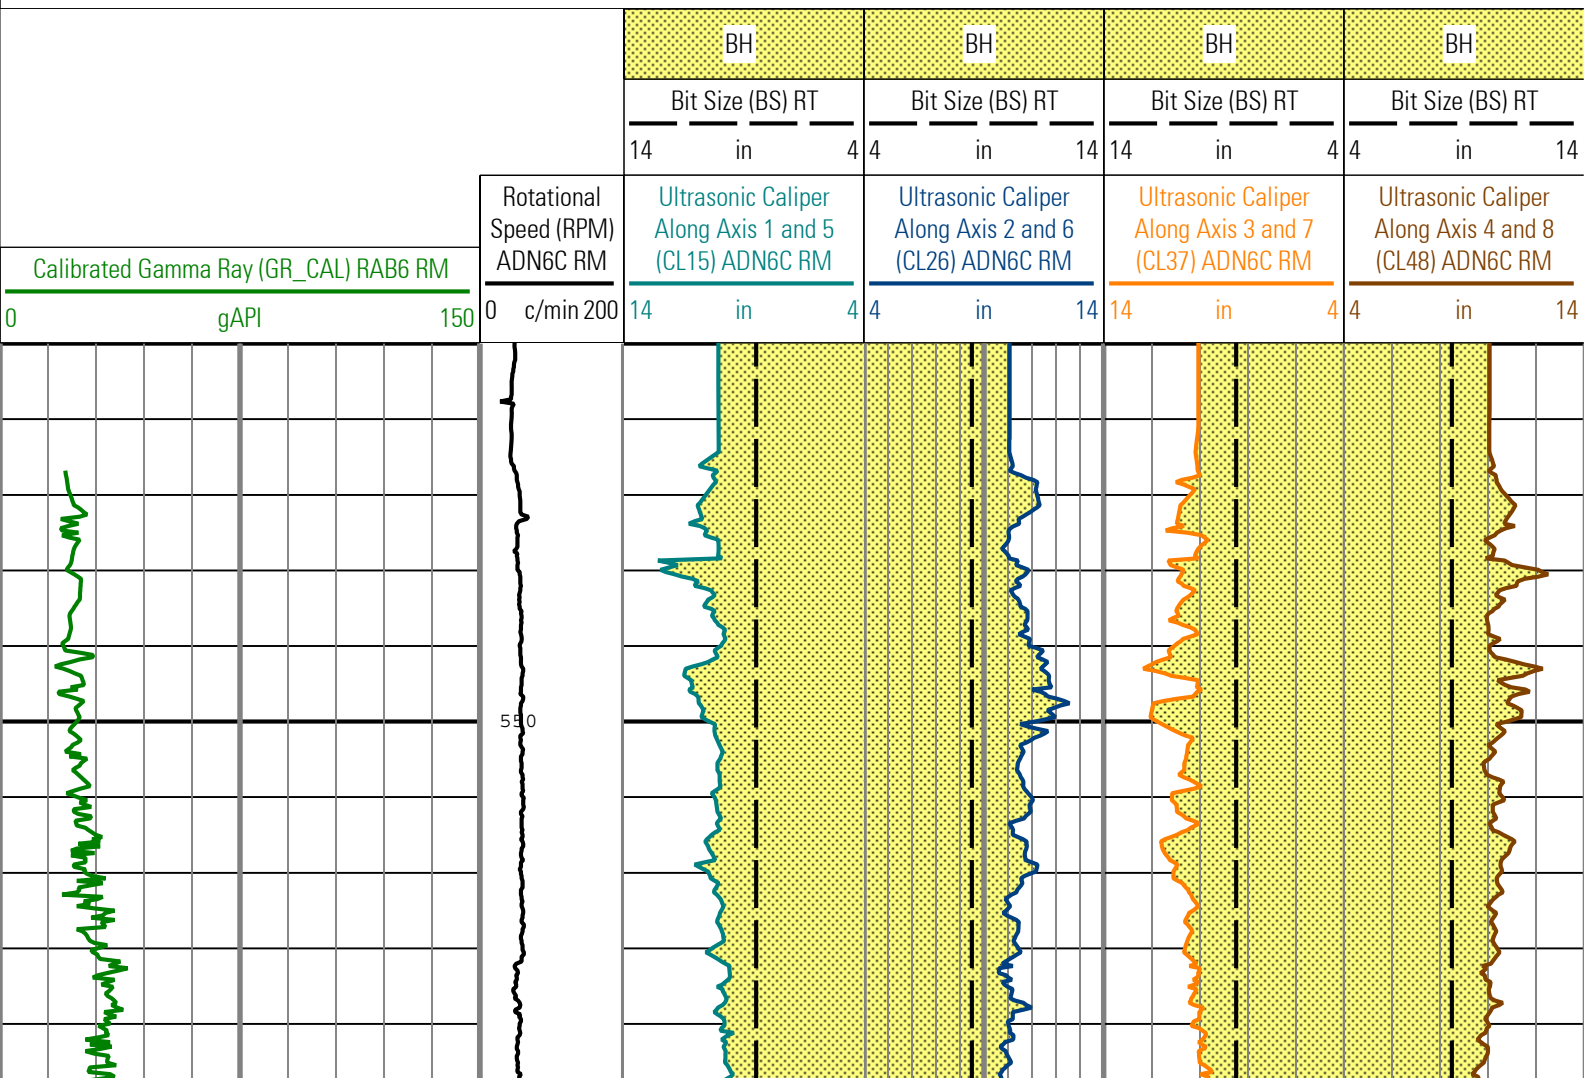 BH
BH
BH
BH
Bit Size (BS) RT
Bit Size (BS) RT
Bit Size (BS) RT
Bit Size (BS) RT
14 in 4
4 in 14
14 in 4
4 in 14
Rotational
Speed (RPM)
ADN6C RM
0 c/min 200
Ultrasonic Caliper
Along Axis 1 and 5
(CL15) ADN6C RM
14 in 4
Ultrasonic Caliper
Along Axis 2 and 6
(CL26) ADN6C RM
4 in 14
Ultrasonic Caliper
Along Axis 3 and 7
(CL37) ADN6C RM
14 in 4
Ultrasonic Caliper
Along Axis 4 and 8
(CL48) ADN6C RM
4 in 14
Calibrated Gamma Ray (GR_CAL) RAB6 RM
0 gAPI 150
550